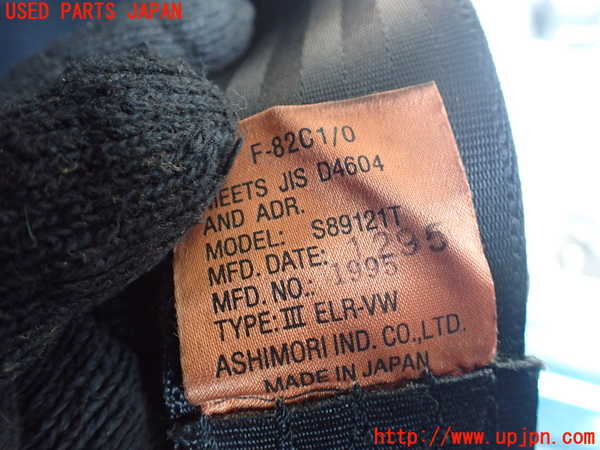 USED PARTS JAPAN
F-82C1/0
MEETS JIS D4604
AND ADR.
MODEL: S89121T
MFD. DATE: 1295
MFD. NO.: 1995
TYPE: III ELR-VW
ASHIMORI IND. CO., LTD.
MADE IN JAPAN
http://www.upjpn.com/